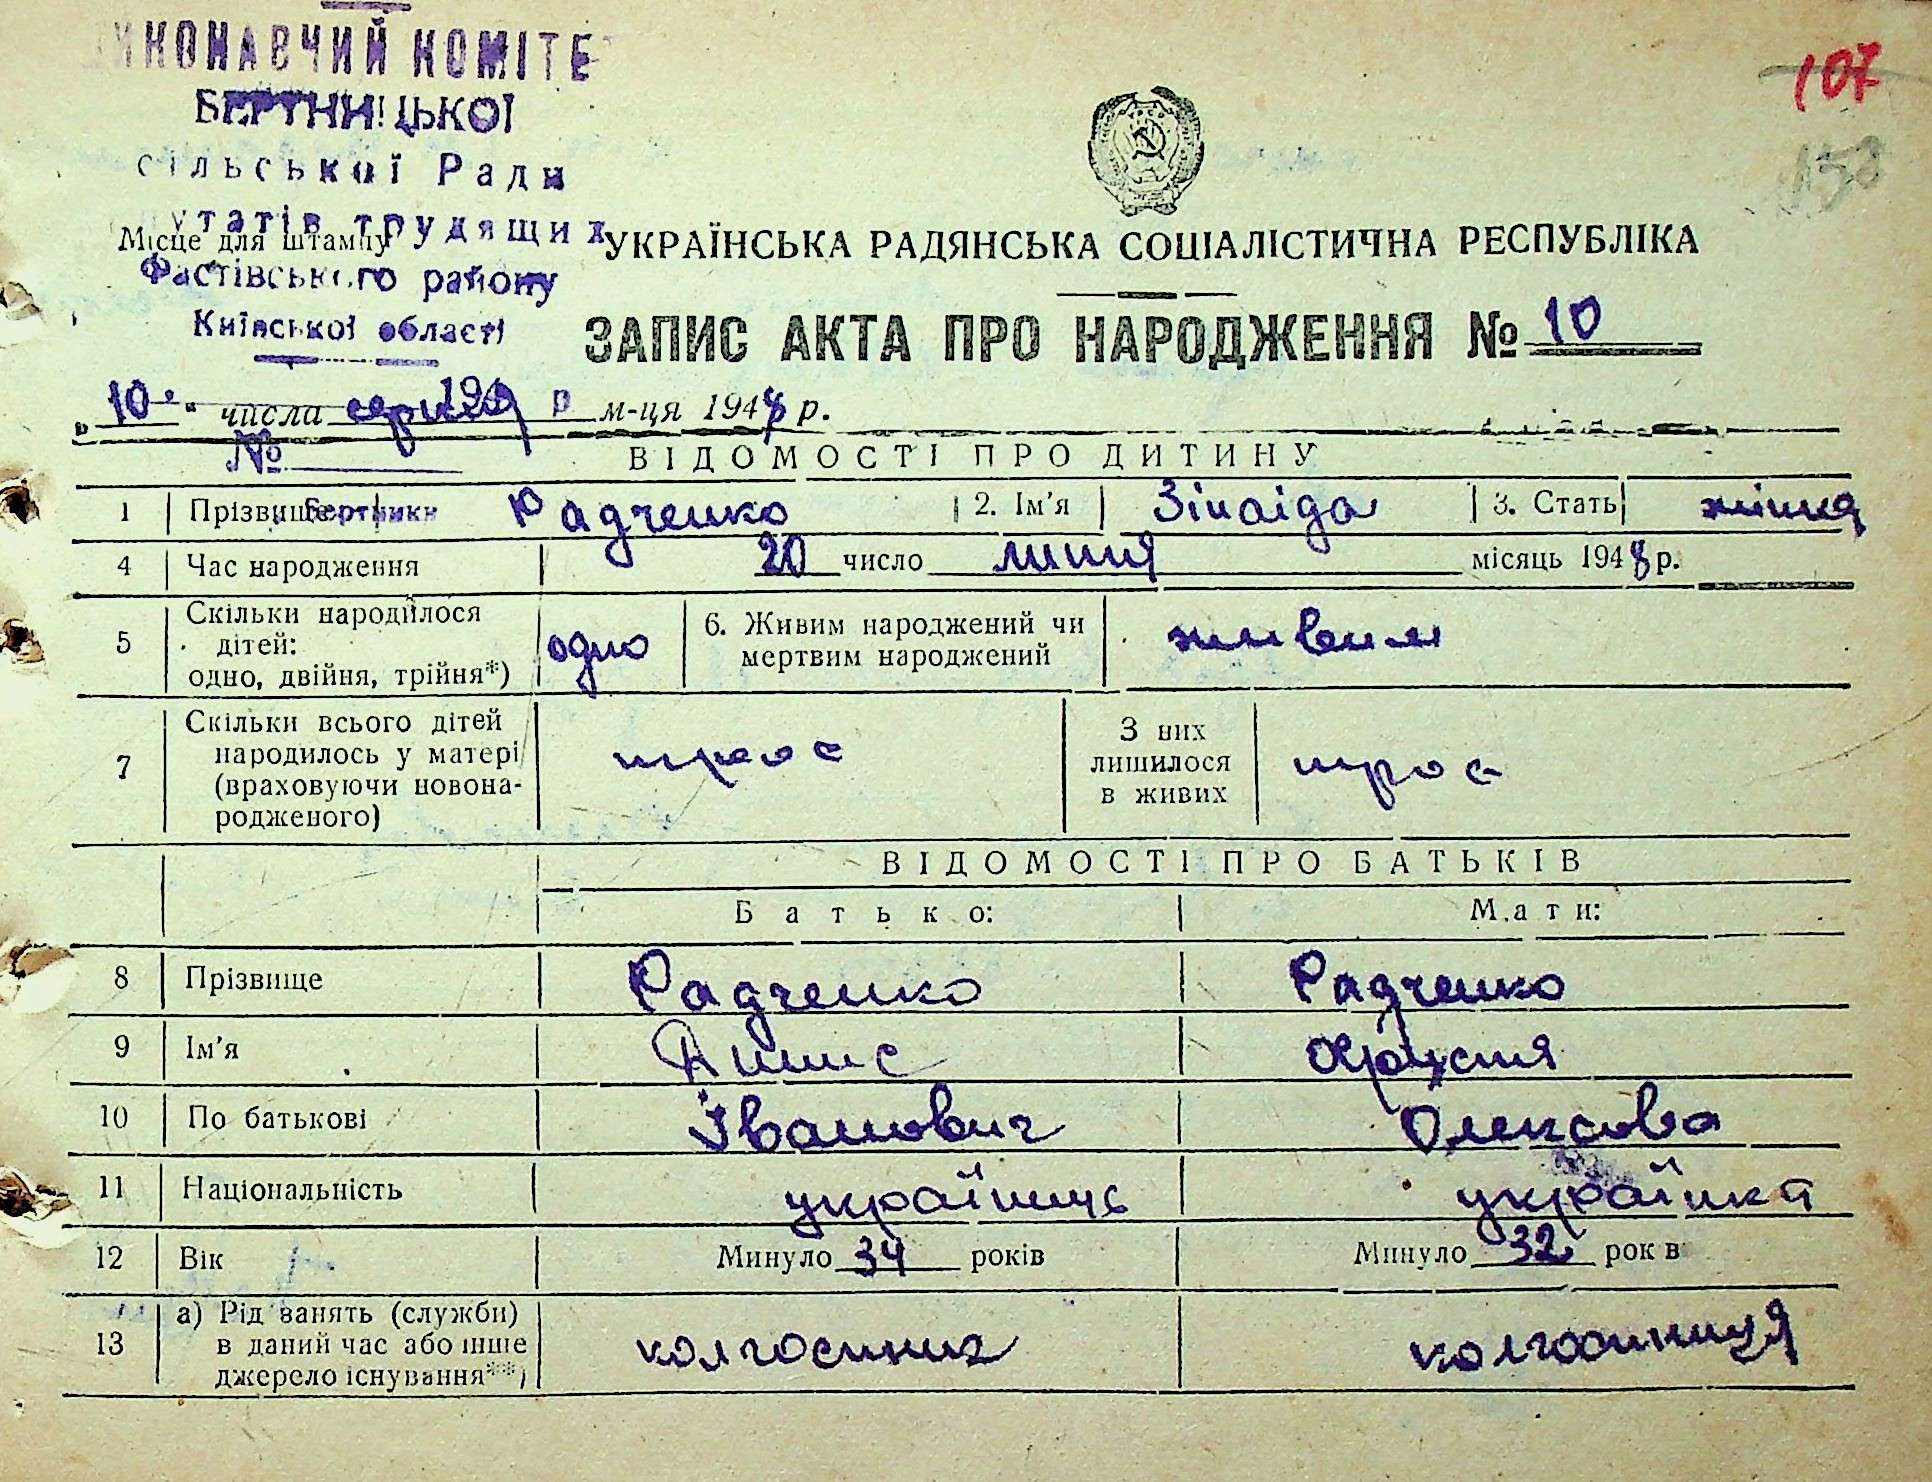 ВИКОНАВЧИЙ КОМІТЕТ
БЕРТНИЦЬКОЇ
сільської Ради
депутатів трудящих
Фастівського району
Київської області
107
153
Місце для штампу
УКРАЇНСЬКА РАДЯНСЬКА СОЦІАЛІСТИЧНА РЕСПУБЛІКА
ЗАПИС АКТА ПРО НАРОДЖЕННЯ № 10
„ 10 “ числа серпня м-ця 1948 р.
№
ВІДОМОСТІ ПРО ДИТИНУ
1 Прізвище Радченко 2. Ім'я Зінаіда 3. Стать жінка
4 Час народження 20 число липня місяць 1948 р.
5 Скільки народилося дітей: одно, двійня, трійня*) одно 6. Живим народжений чи мертвим народжений живим
7 Скільки всього дітей народилось у матері (враховуючи новонародженого) троє З них лишилося в живих троє
ВІДОМОСТІ ПРО БАТЬКІВ
Батько: Мати:
8 Прізвище Радченко Радченко
9 Ім'я
10 По батькові Іванович Олексовва
11 Національність українць українка
12 Вік Минуло 34 років Минуло 32 років
13 а) Рід занять (служби) в даний час або інше джерело існування**) колгоспник колгоспниця